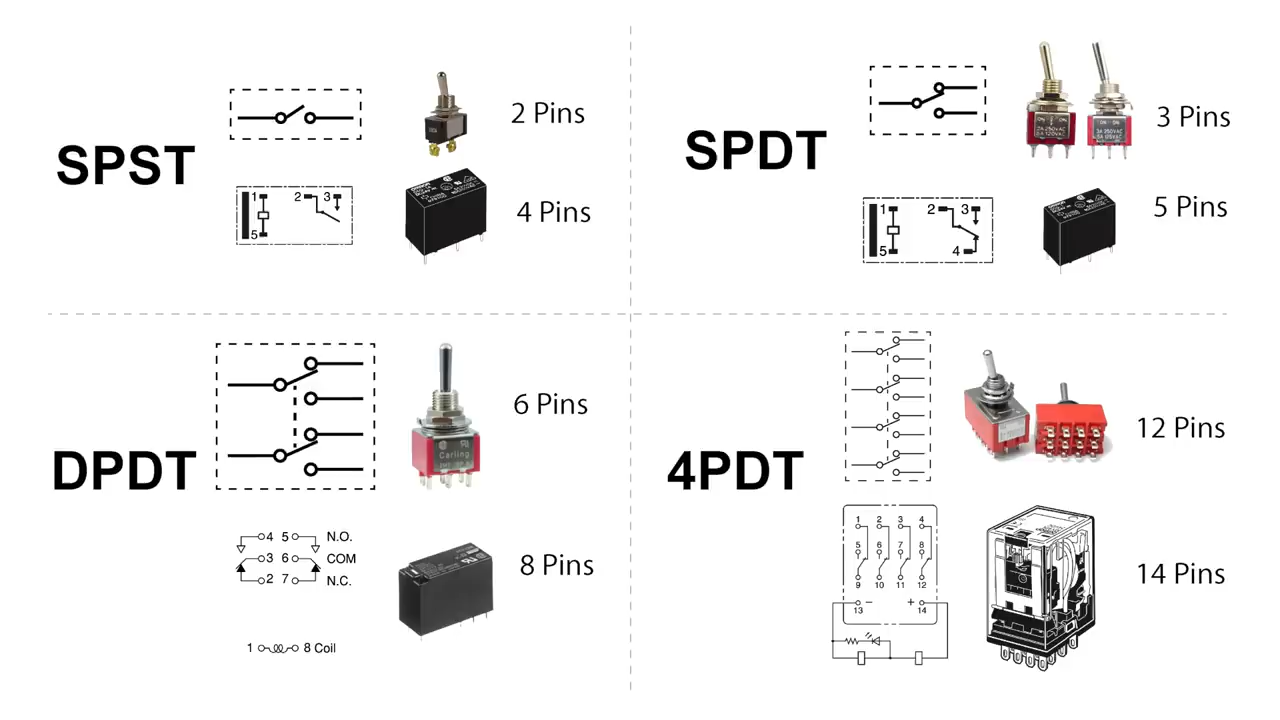 SPST
2 Pins
1
5
2
3
4 Pins
SPDT
3 Pins
1
5
2
3
4
5 Pins
DPDT
Carling
6 Pins
4 5 N.O.
3 6 COM
2 7 N.C.
1 8 Coil
8 Pins
4PDT
12 Pins
1 2 3 4
5 6 7 8
9 10 11 12
− +
13 14
14 Pins